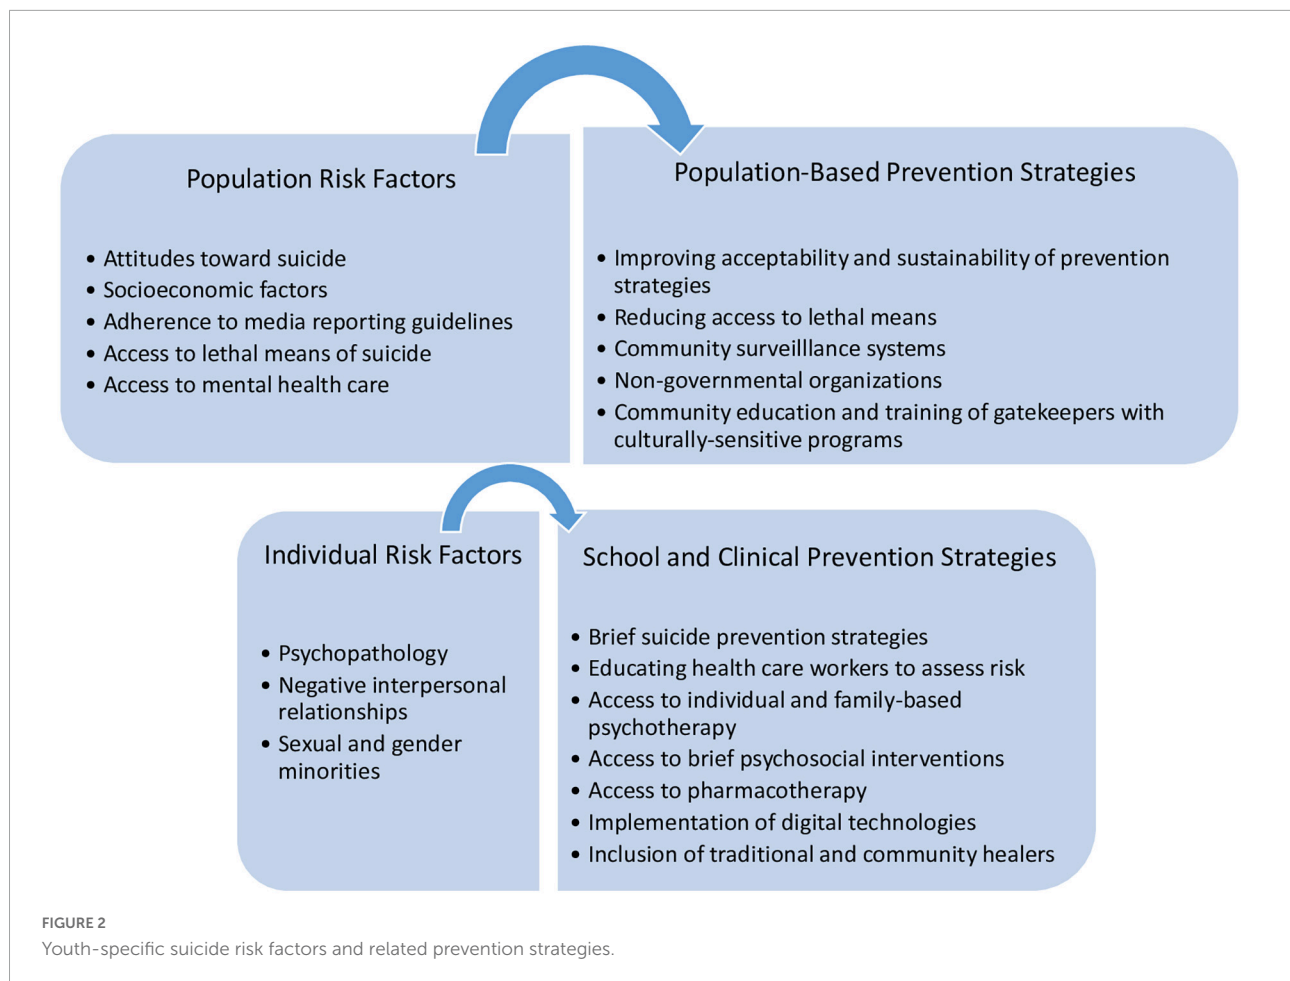 Population Risk Factors
• Attitudes toward suicide
• Socioeconomic factors
• Adherence to media reporting guidelines
• Access to lethal means of suicide
• Access to mental health care
Population-Based Prevention Strategies
• Improving acceptability and sustainability of prevention
strategies
• Reducing access to lethal means
• Community surveilllance systems
• Non-governmental organizations
• Community education and training of gatekeepers with
culturally-sensitive programs
Individual Risk Factors
• Psychopathology
• Negative interpersonal
relationships
• Sexual and gender
minorities
School and Clinical Prevention Strategies
• Brief suicide prevention strategies
• Educating health care workers to assess risk
• Access to individual and family-based
psychotherapy
• Access to brief psychosocial interventions
• Access to pharmacotherapy
• Implementation of digital technologies
• Inclusion of traditional and community healers
FIGURE 2
Youth-specific suicide risk factors and related prevention strategies.